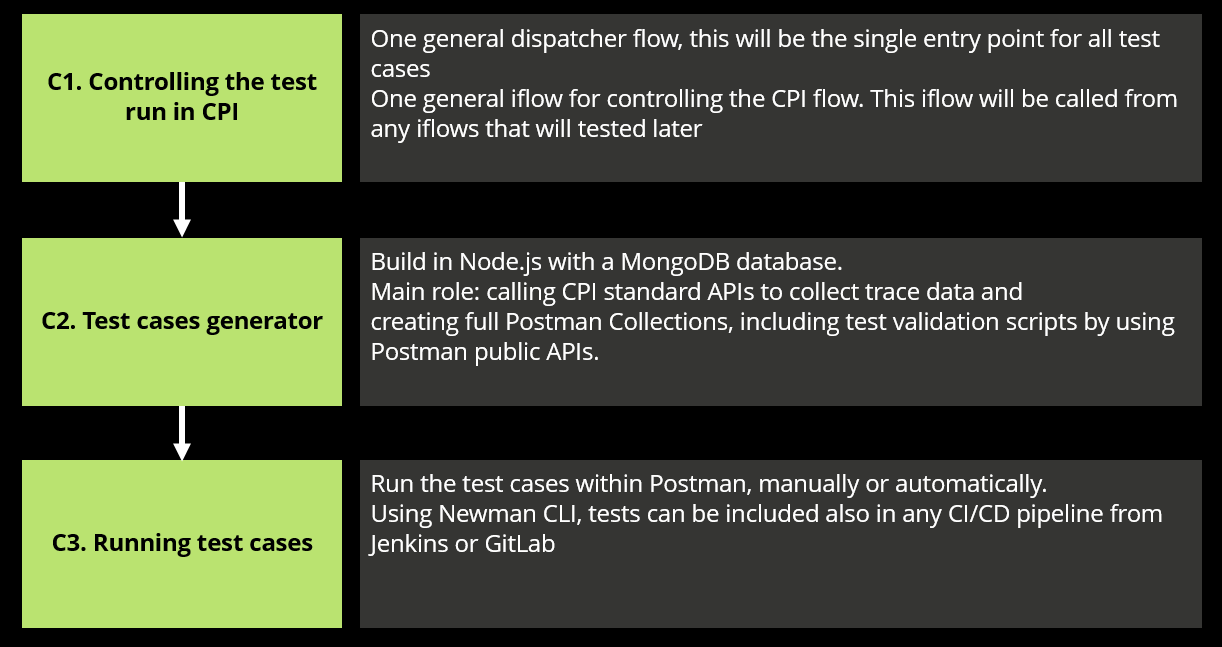 C1. Controlling the test
run in CPI
One general dispatcher flow, this will be the single entry point for all test
cases
One general iflow for controlling the CPI flow. This iflow will be called from
any iflows that will tested later
C2. Test cases generator
Build in Node.js with a MongoDB database.
Main role: calling CPI standard APIs to collect trace data and
creating full Postman Collections, including test validation scripts by using
Postman public APIs.
C3. Running test cases
Run the test cases within Postman, manually or automatically.
Using Newman CLI, tests can be included also in any CI/CD pipeline from
Jenkins or GitLab